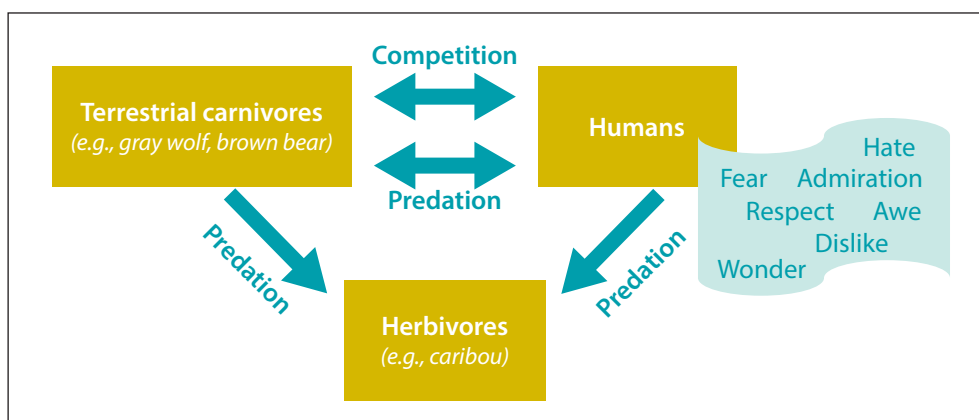 Competition
Terrestrial carnivores
(e.g., gray wolf, brown bear)
Humans
Predation
Hate
Fear Admiration
Respect Awe
Dislike
Wonder
Predation
Predation
Herbivores
(e.g., caribou)